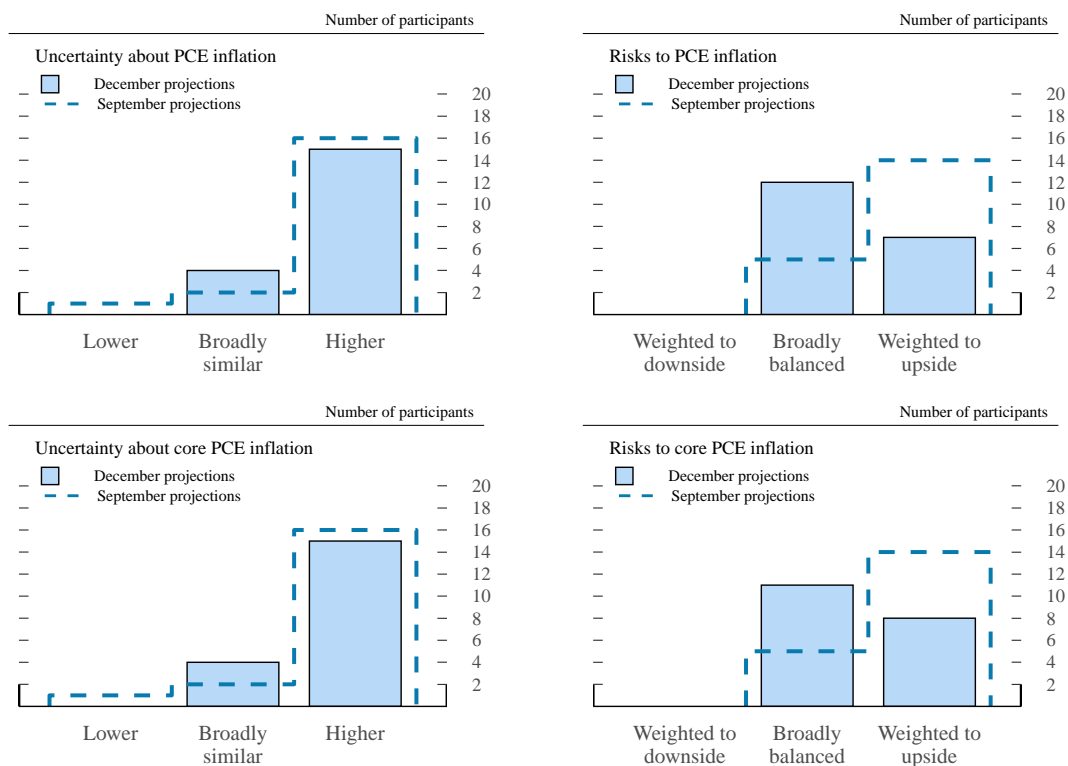 Number of participants
Uncertainty about PCE inflation
December projections
September projections
20
18
16
14
12
10
8
6
4
2
Lower
Broadly
similar
Higher
Number of participants
Risks to PCE inflation
December projections
September projections
20
18
16
14
12
10
8
6
4
2
Weighted to
downside
Broadly
balanced
Weighted to
upside
Number of participants
Uncertainty about core PCE inflation
December projections
September projections
20
18
16
14
12
10
8
6
4
2
Lower
Broadly
similar
Higher
Number of participants
Risks to core PCE inflation
December projections
September projections
20
18
16
14
12
10
8
6
4
2
Weighted to
downside
Broadly
balanced
Weighted to
upside